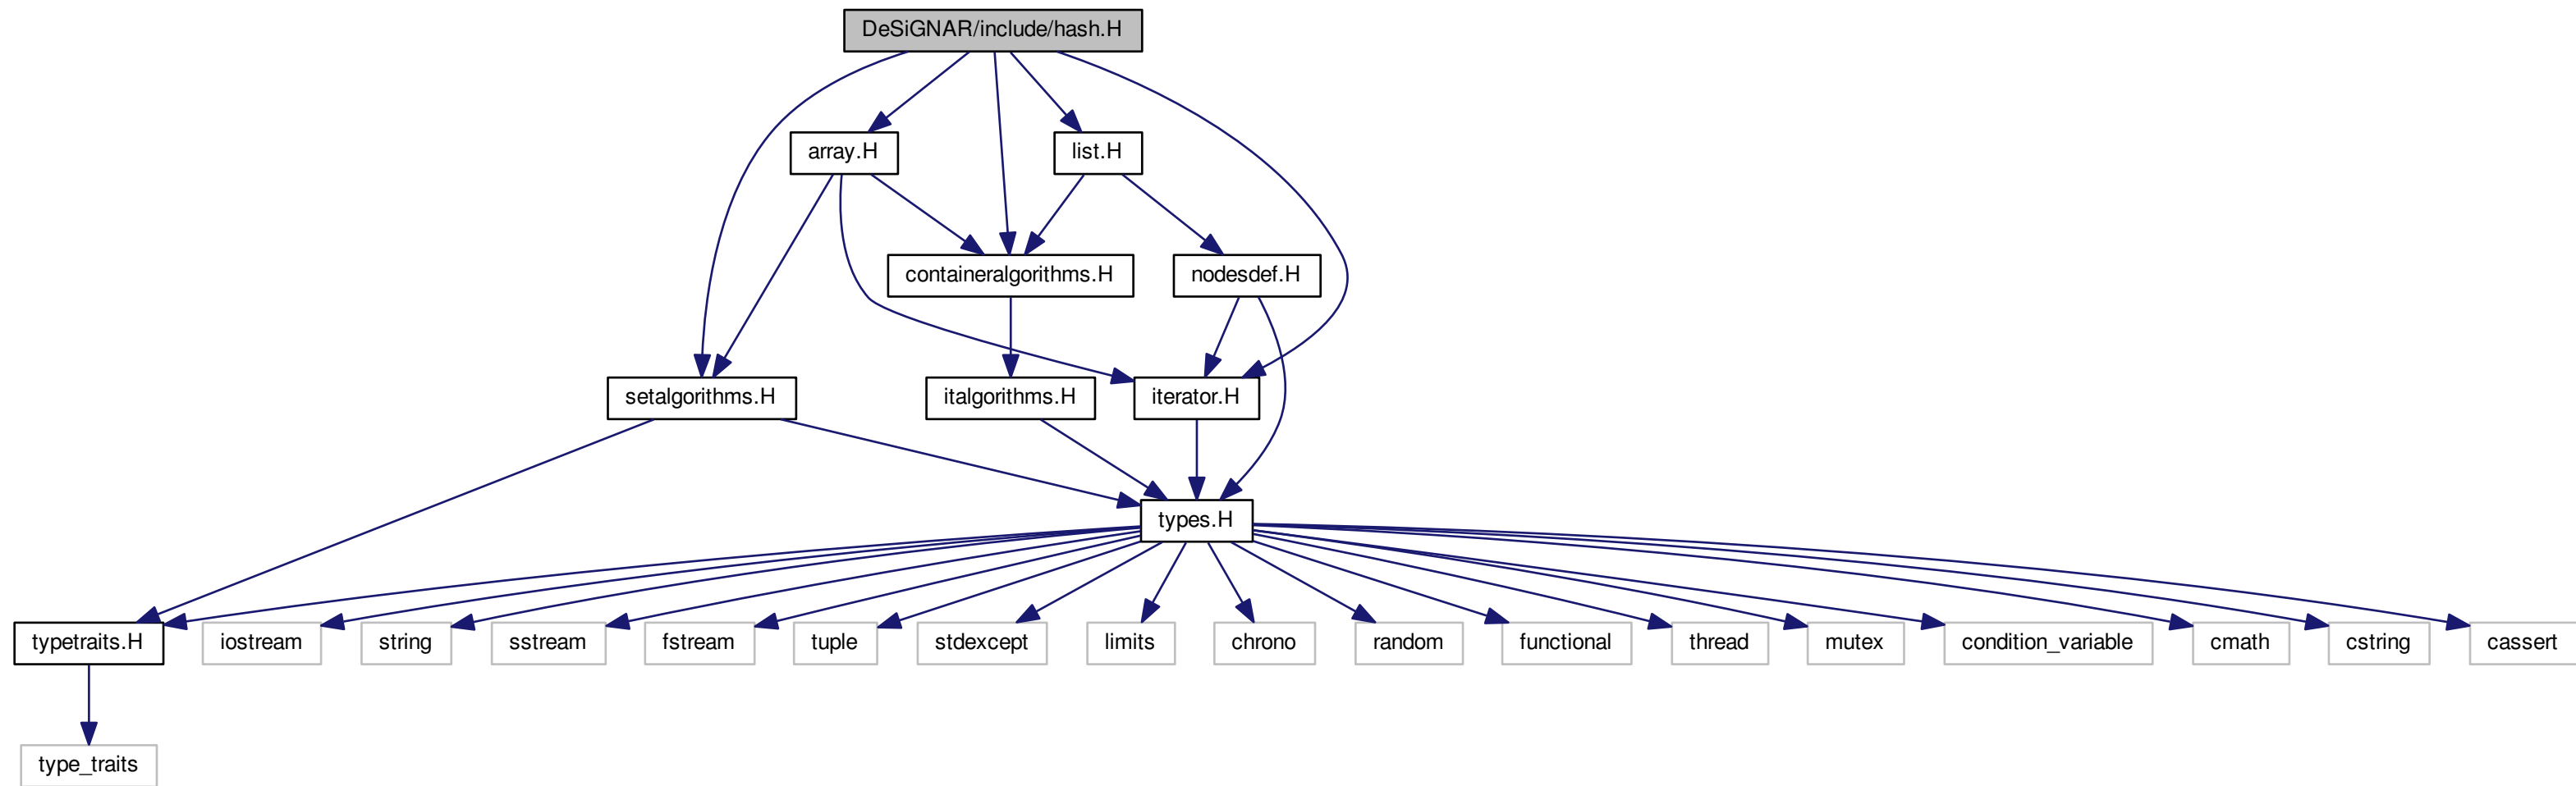 DeSiGNAR/include/hash.H
array.H
list.H
containeralgorithms.H
nodesdef.H
setalgorithms.H
italgorithms.H
iterator.H
types.H
typetraits.H
iostream
string
sstream
fstream
tuple
stdexcept
limits
chrono
random
functional
thread
mutex
condition_variable
cmath
cstring
cassert
type_traits